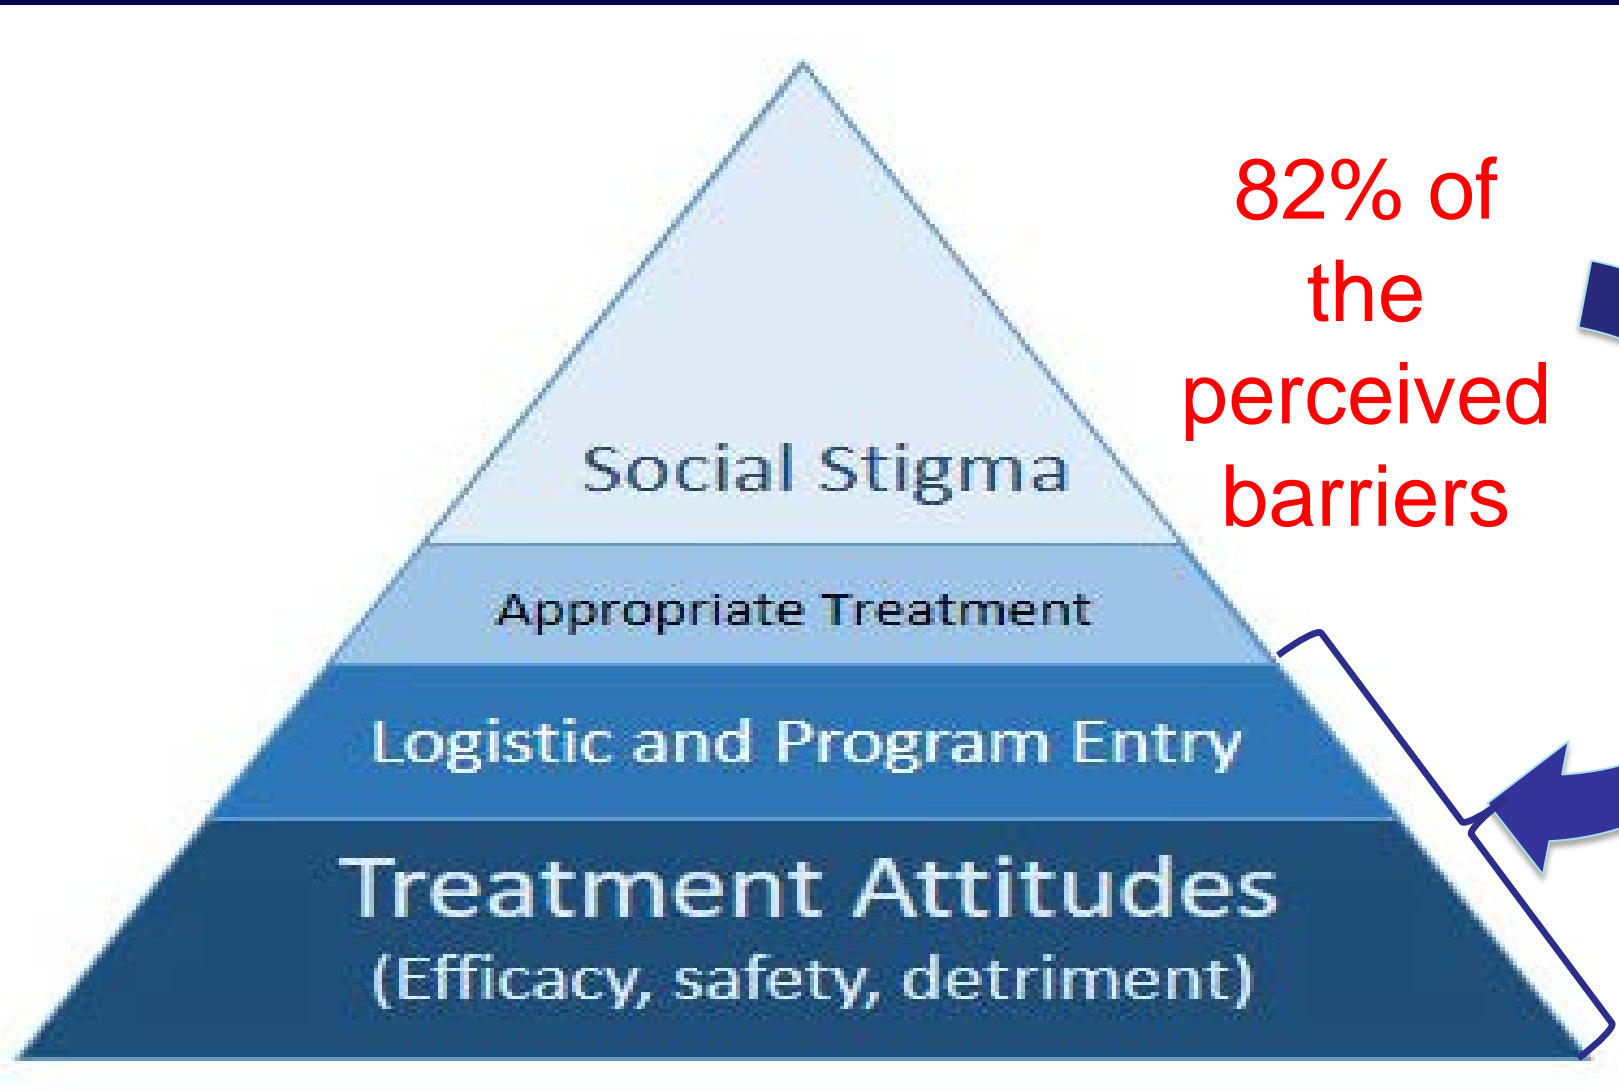 82% of
the
perceived
barriers
Social Stigma
Appropriate Treatment
Logistic and Program Entry
Treatment Attitudes
(Efficacy, safety, detriment)